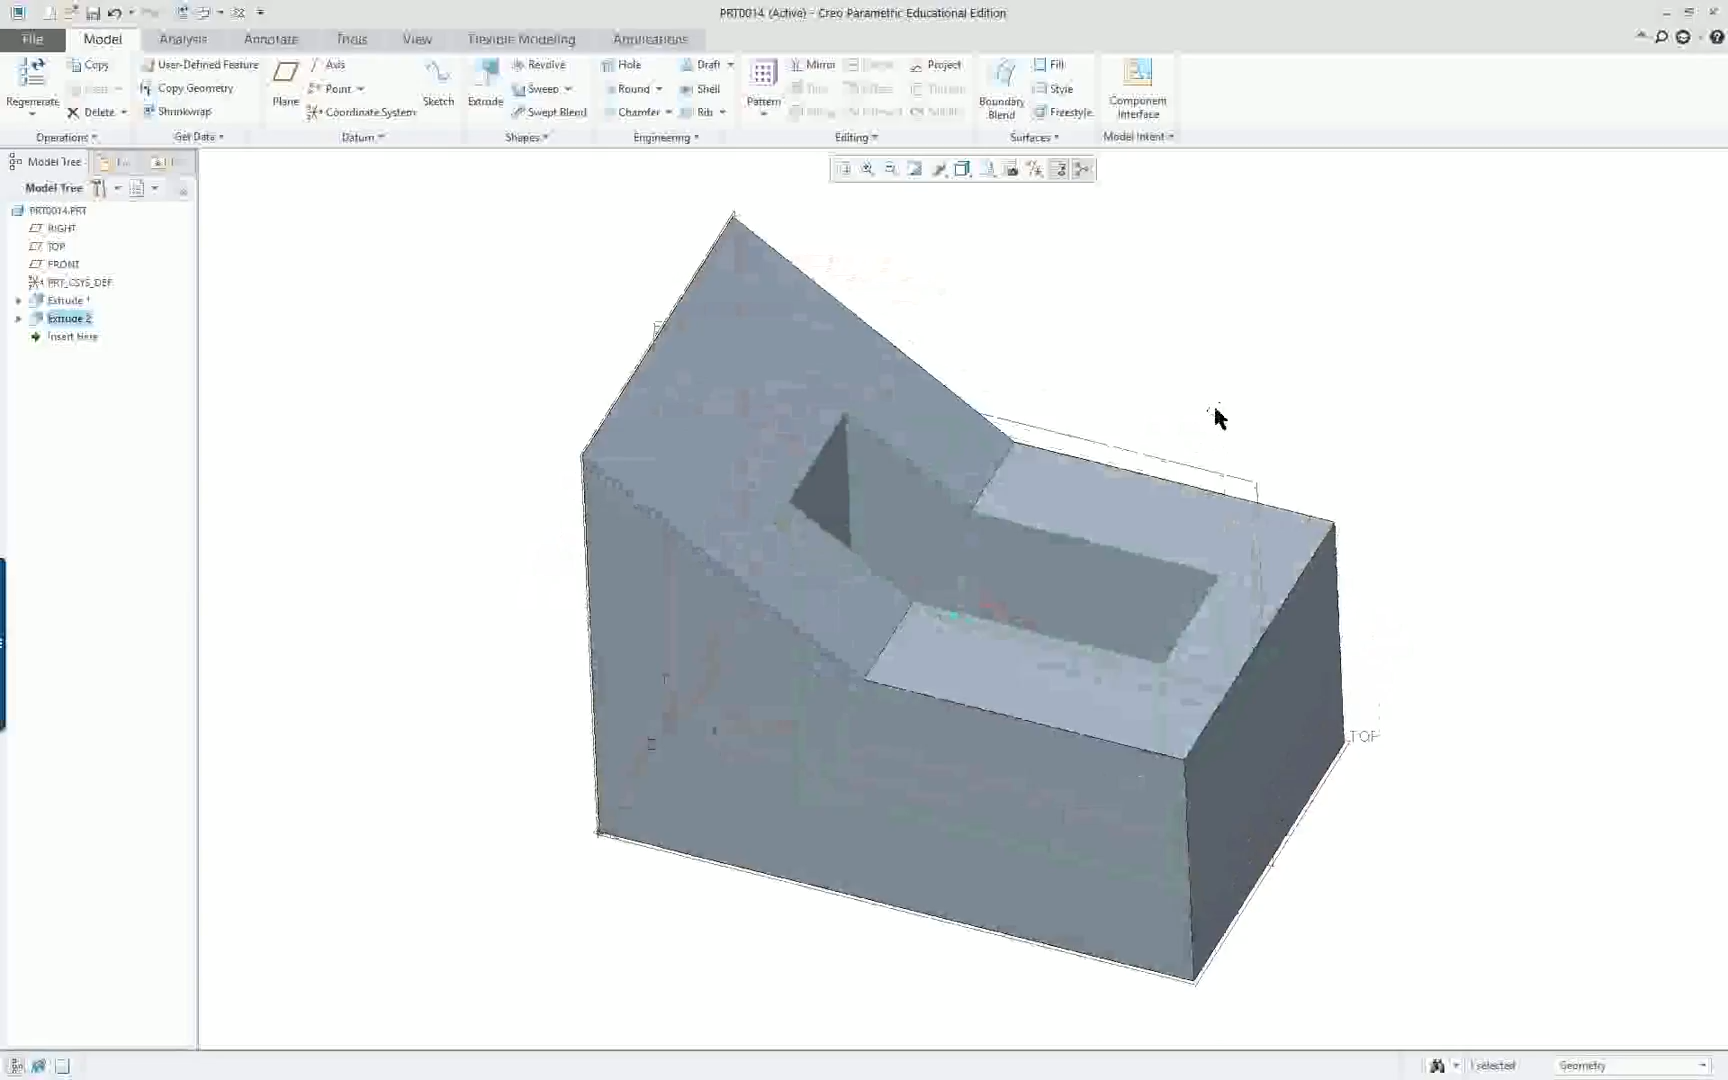 PRT0014 (Active) - Creo Parametric Educational Edition
File Model Analysis Annotate Tools View Flexible Modeling Applications
Regenerate
Copy
Delete
User-Defined Feature
Copy Geometry
Shrinkwrap
Plane
Axis
Point
Coordinate System
Sketch
Extrude
Revolve
Sweep
Swept Blend
Hole
Round
Chamfer
Draft
Shell
Rib
Pattern
Mirror
Project
Boundary
Blend
Fill
Style
Freestyle
Component
Interface
Operations Get Data Datum Shapes Engineering Editing Surfaces Model Intent
Model Tree
Model Tree
PRT0014.PRT
RIGHT
TOP
FRONT
PRT_CSYS_DEF
Extrude 1
Extrude 2
Insert Here
TOP
1 selected Geometry